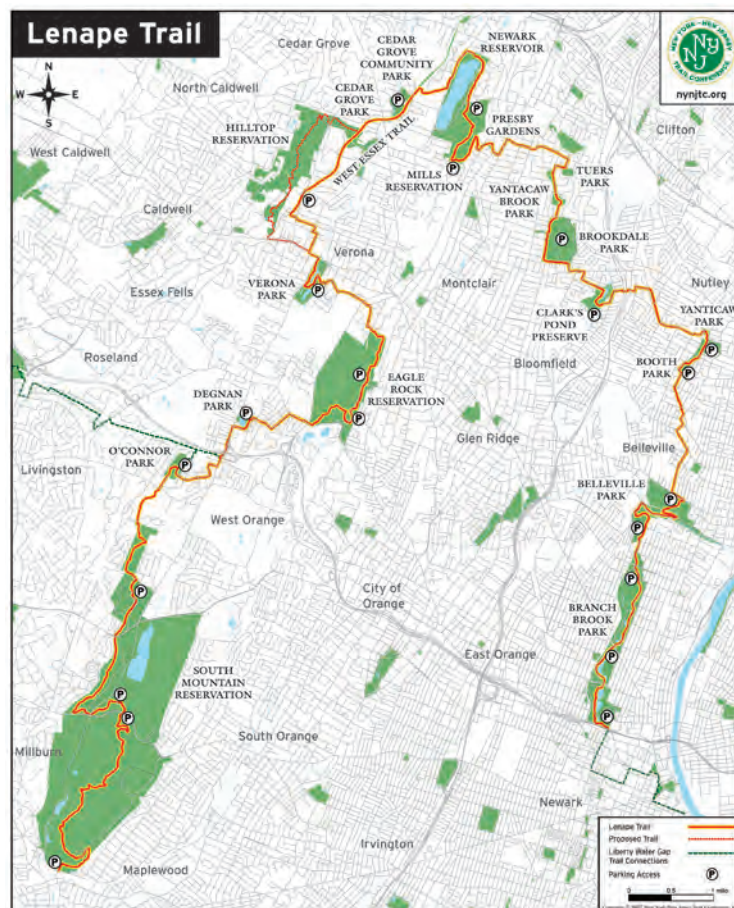 Lenape Trail
N
W
E
S
Cedar Grove
CEDAR
GROVE
COMMUNITY
PARK
NEWARK
RESERVOIR
NEW YORK - NEW JERSEY
TRAIL CONFERENCE
NY
NJ
nynjtc.org
North Caldwell
CEDAR
GROVE
PARK
P
HILLTOP
RESERVATION
WEST ESSEX TRAIL
P
PRESBY
GARDENS
Clifton
West Caldwell
P
MILLS
RESERVATION
TUERS
PARK
YANTACAW
BROOK
PARK
Caldwell
P
P
BROOKDALE
PARK
Verona
Essex Fells
VERONA
PARK
P
Montclair
Nutley
CLARK'S
POND
PRESERVE
P
YANTICAW
PARK
P
Roseland
Bloomfield
BOOTH
PARK
P
P
EAGLE
ROCK
RESERVATION
P
DEGNAN
PARK
P
Glen Ridge
Belleville
O'CONNOR
PARK
P
Livingston
BELLEVILLE
PARK
P
P
West Orange
P
P
City of
Orange
BRANCH
BROOK
PARK
P
East Orange
SOUTH
MOUNTAIN
RESERVATION
P
P
P
South Orange
Millburn
Newark
Irvington
P
Maplewood
Lenape Trail
Proposed Trail
Liberty Water Gap
Trail Connections
Parking Access
P
0
0.5
1 mile